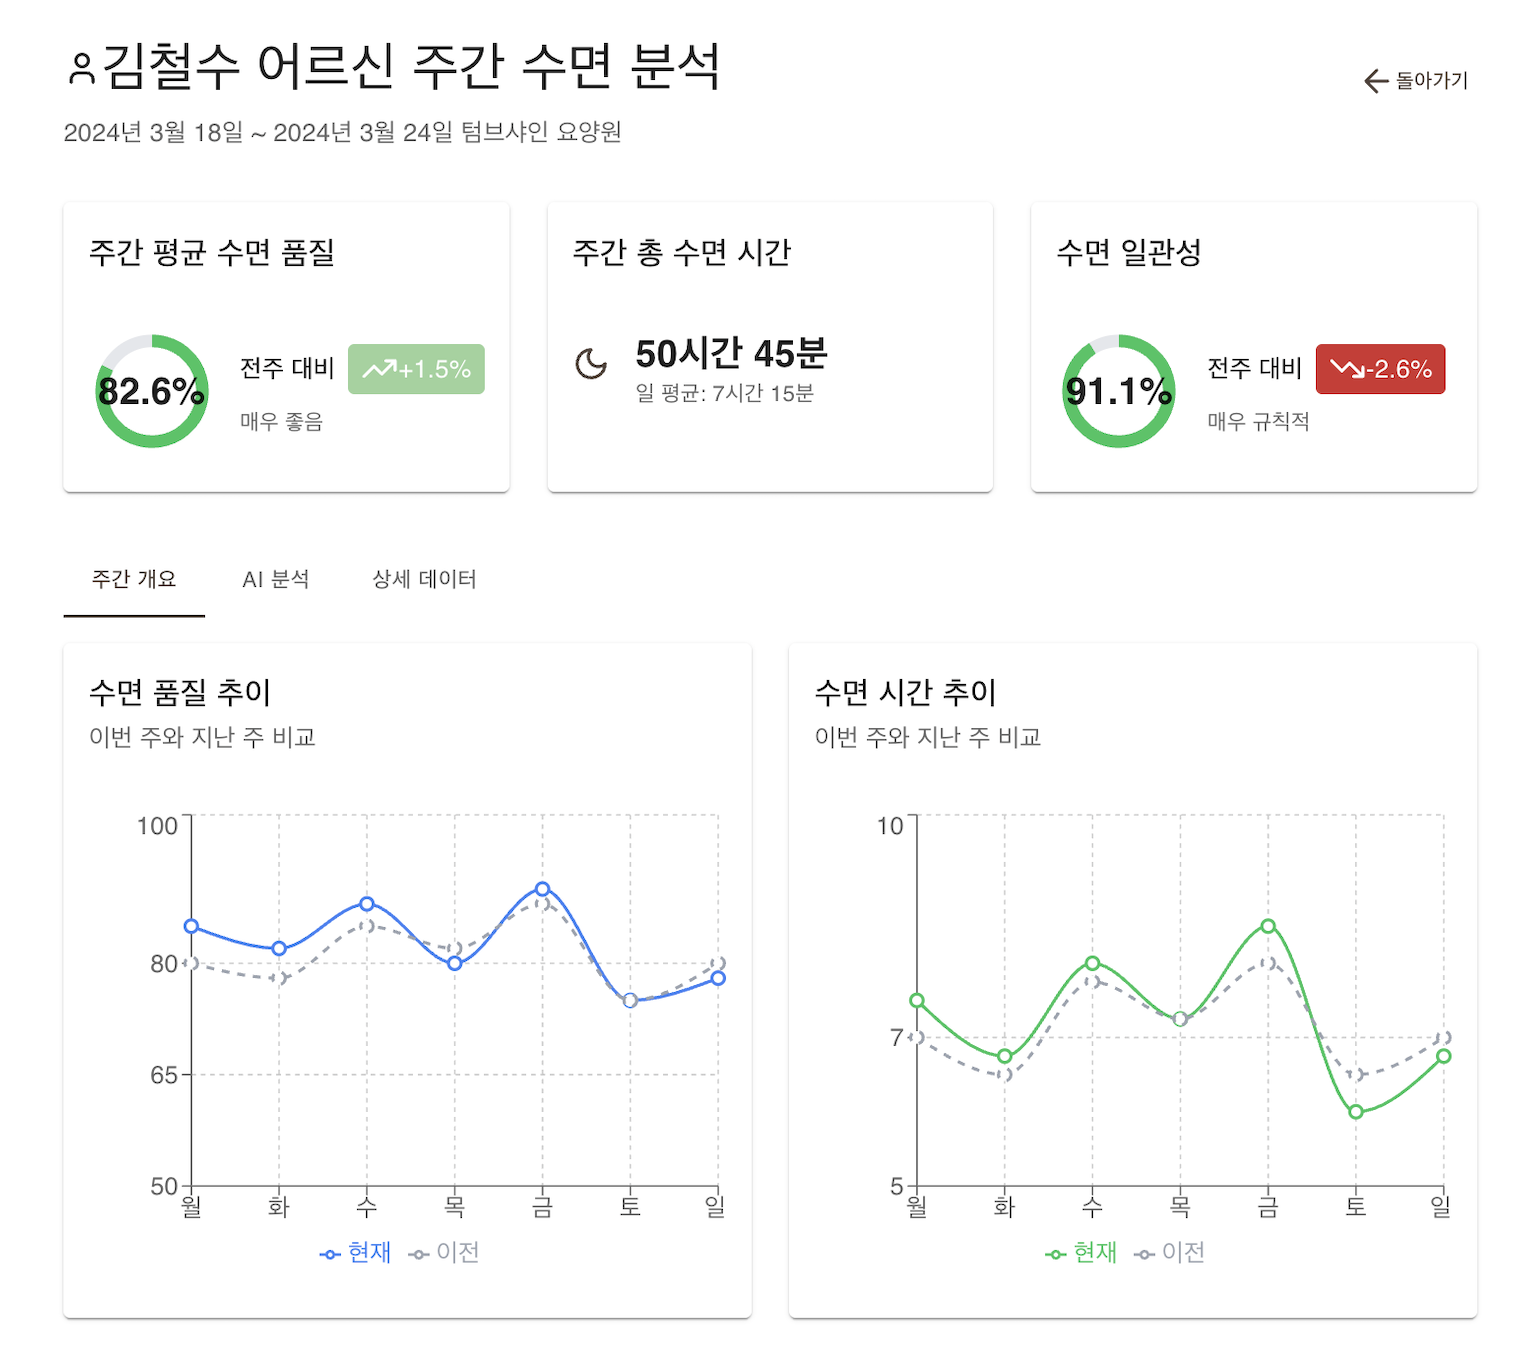 김철수 어르신 주간 수면 분석
돌아가기
2024년 3월 18일 ~ 2024년 3월 24일 텀브샤인 요양원
주간 평균 수면 품질
82.6%
전주 대비
+1.5%
매우 좋음
주간 총 수면 시간
50시간 45분
일 평균: 7시간 15분
수면 일관성
91.1%
전주 대비
-2.6%
매우 규칙적
주간 개요
AI 분석
상세 데이터
수면 품질 추이
이번 주와 지난 주 비교
100
80
65
50
월 화 수 목 금 토 일
현재 이전
수면 시간 추이
이번 주와 지난 주 비교
10
7
5
월 화 수 목 금 토 일
현재 이전